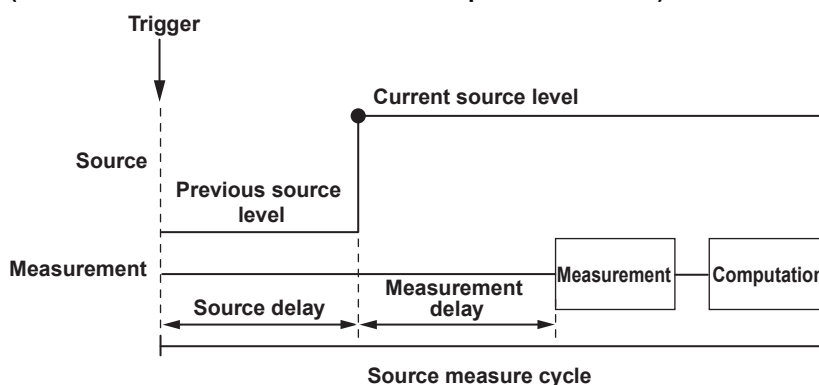 Trigger
Current source level
Source
Previous source
level
Measurement
Measurement
Computation
Source delay
Measurement
delay
Source measure cycle